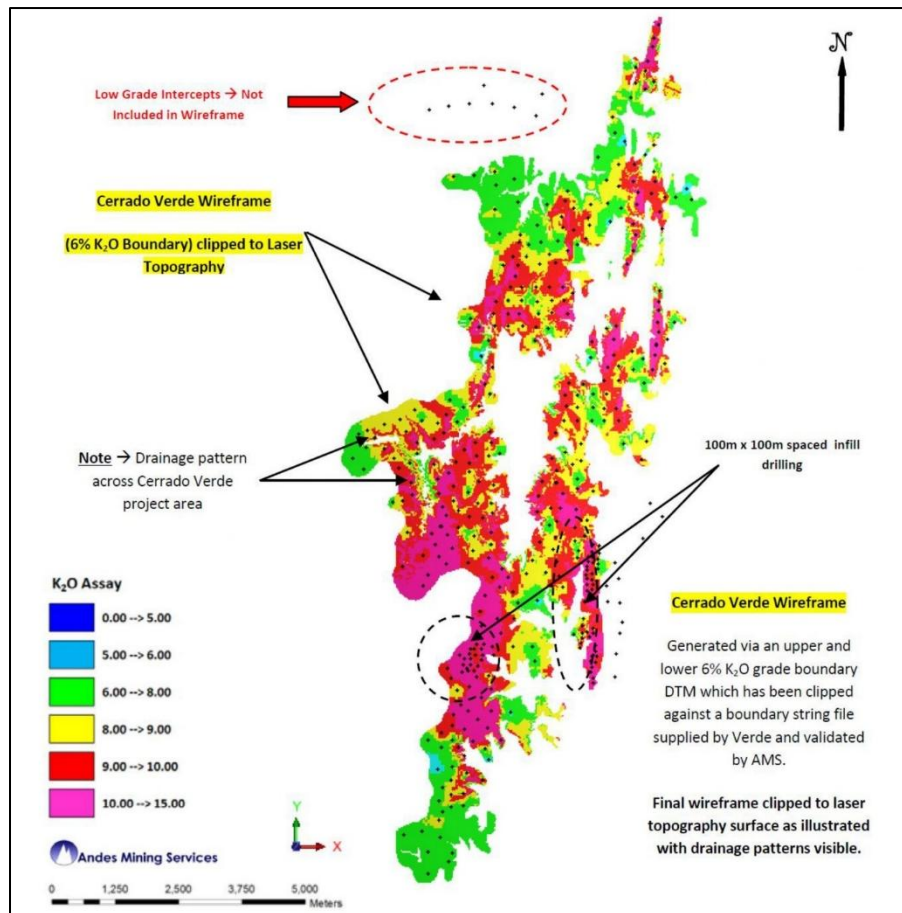 N
Low Grade Intercepts → Not
Included in Wireframe
Cerrado Verde Wireframe
(6% K₂O Boundary) clipped to Laser
Topography
Note → Drainage pattern
across Cerrado Verde
project area
100m x 100m spaced infill
drilling
K₂O Assay
0.00 --> 5.00
5.00 --> 6.00
6.00 --> 8.00
8.00 --> 9.00
9.00 --> 10.00
10.00 --> 15.00
Cerrado Verde Wireframe
Generated via an upper and
lower 6% K₂O grade boundary
DTM which has been clipped
against a boundary string file
supplied by Verde and validated
by AMS.
Final wireframe clipped to laser
topography surface as illustrated
with drainage patterns visible.
Y
X
Andes Mining Services
0 1,250 2,500 3,750 5,000
Meters